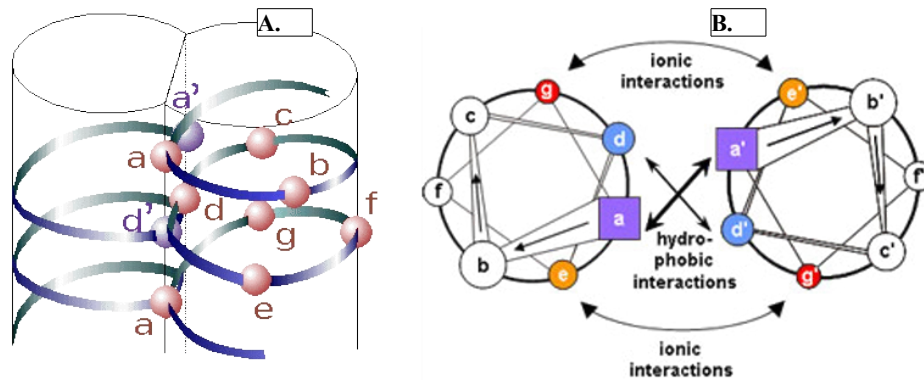 A.
a’
c
a
b
d
f
d’
g
e
a
B.
ionic
interactions
g
e'
c
b'
d
a'
f
f'
a
d'
hydro-
phobic
interactions
b
c'
e
g'
ionic
interactions